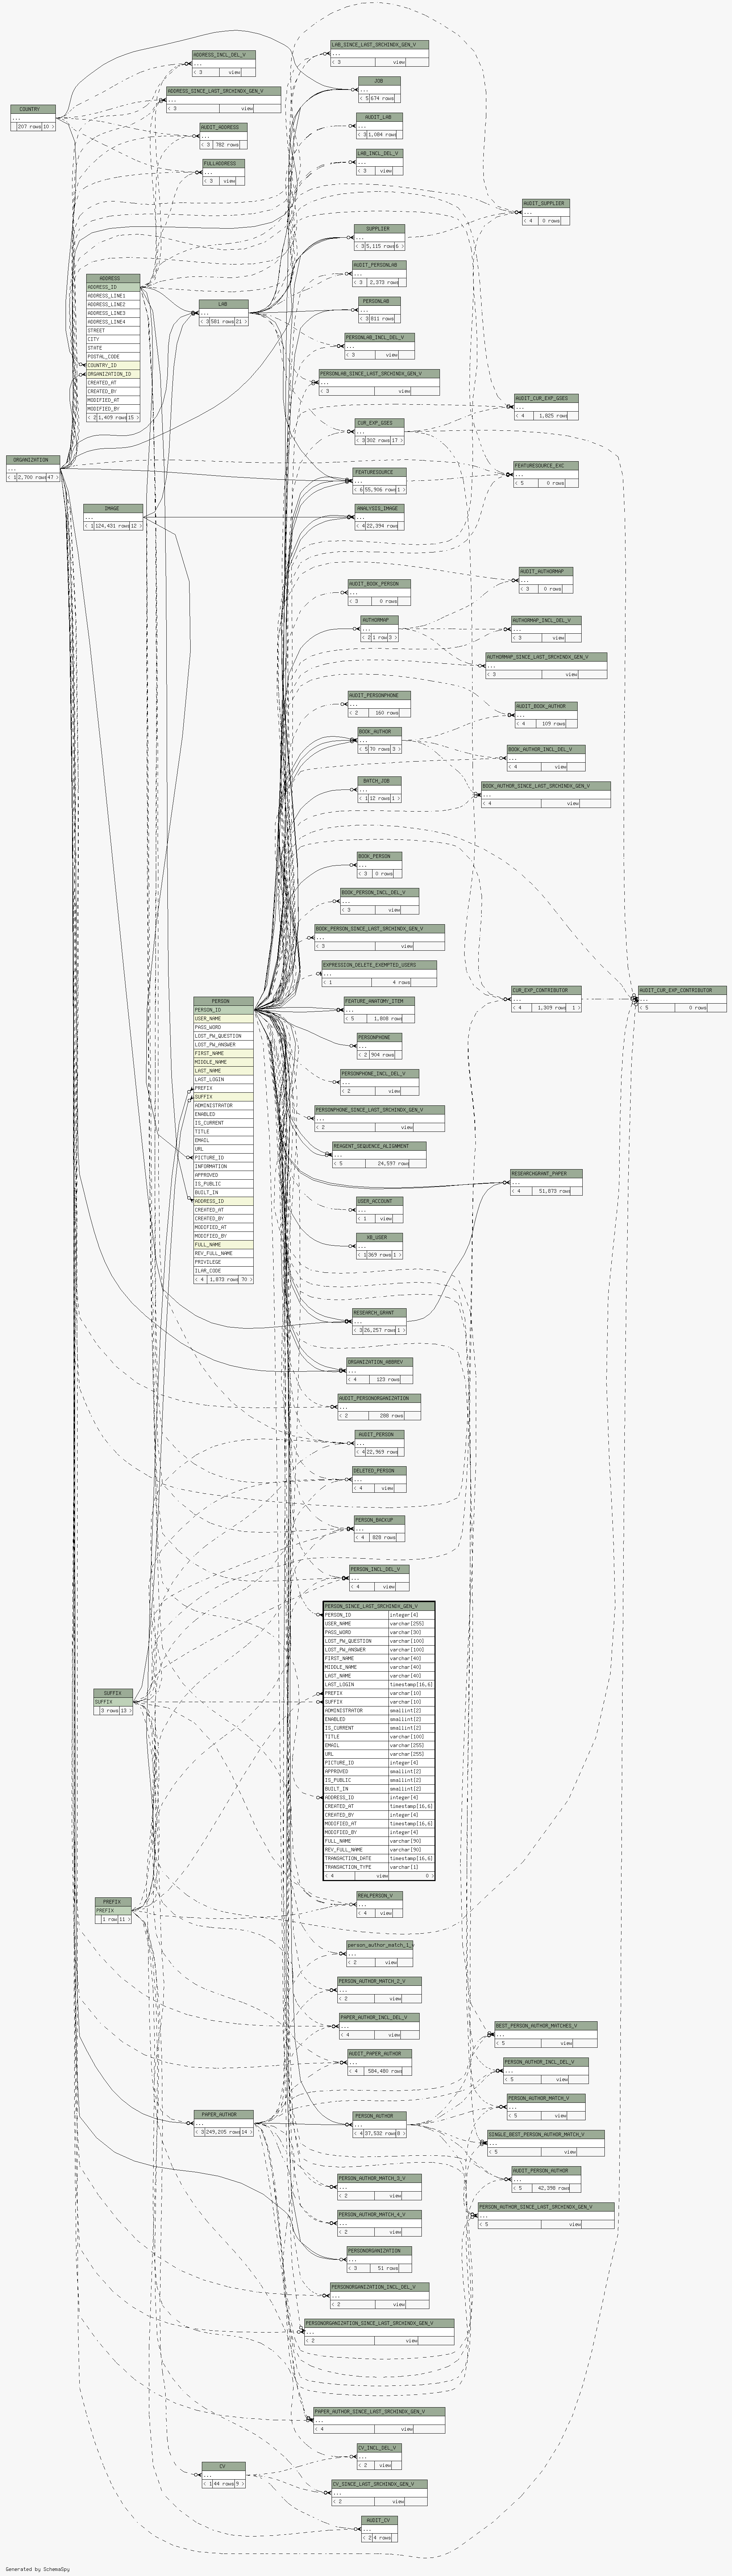 ADDRESS_INCL_DEL_V
...
< 3 view
ADDRESS_SINCE_LAST_SRCHINDX_GEN_V
...
< 3 view
COUNTRY
...
207 rows 10 >
AUDIT_ADDRESS
...
< 3 782 rows
FULLADDRESS
...
< 3 view
ADDRESS
ADDRESS_ID
ADDRESS_LINE1
ADDRESS_LINE2
ADDRESS_LINE3
ADDRESS_LINE4
STREET
CITY
STATE
POSTAL_CODE
COUNTRY_ID
ORGANIZATION_ID
CREATED_AT
CREATED_BY
MODIFIED_AT
MODIFIED_BY
< 2 1,409 rows 15 >
LAB
...
< 3 581 rows 21 >
ORGANIZATION
...
< 1 2,700 rows 47 >
IMAGE
...
< 1 124,431 rows 12 >
LAB_SINCE_LAST_SRCHINDX_GEN_V
...
< 3 view
JOB
...
< 5 674 rows
AUDIT_LAB
...
< 3 1,084 rows
LAB_INCL_DEL_V
...
< 3 view
SUPPLIER
...
< 3 5,115 rows 6 >
AUDIT_PERSONLAB
...
< 3 2,373 rows
PERSONLAB
...
< 3 811 rows
PERSONLAB_INCL_DEL_V
...
< 3 view
PERSONLAB_SINCE_LAST_SRCHINDX_GEN_V
...
< 3 view
CUR_EXP_GSES
...
< 3 302 rows 17 >
FEATURESOURCE
...
< 6 55,906 rows 1 >
ANALYSIS_IMAGE
...
< 4 22,394 rows
AUDIT_SUPPLIER
...
< 4 0 rows
AUDIT_CUR_EXP_GSES
...
< 4 1,825 rows
FEATURESOURCE_EXC
...
< 5 0 rows
AUDIT_BOOK_PERSON
...
< 3 0 rows
AUTHORMAP
...
< 2 1 row 3 >
AUDIT_AUTHORMAP
...
< 3 0 rows
AUTHORMAP_INCL_DEL_V
...
< 3 view
AUTHORMAP_SINCE_LAST_SRCHINDX_GEN_V
...
< 3 view
AUDIT_PERSONPHONE
...
< 2 160 rows
BOOK_AUTHOR
...
< 5 70 rows 3 >
AUDIT_BOOK_AUTHOR
...
< 4 109 rows
BOOK_AUTHOR_INCL_DEL_V
...
< 4 view
BATCH_JOB
...
< 1 12 rows 1 >
BOOK_AUTHOR_SINCE_LAST_SRCHINDX_GEN_V
...
< 4 view
BOOK_PERSON
...
< 3 0 rows
BOOK_PERSON_INCL_DEL_V
...
< 3 view
BOOK_PERSON_SINCE_LAST_SRCHINDX_GEN_V
...
< 3 view
EXPRESSION_DELETE_EXEMPTED_USERS
...
< 1 4 rows
FEATURE_ANATOMY_ITEM
...
< 5 1,808 rows
CUR_EXP_CONTRIBUTOR
...
< 4 1,309 rows 1 >
AUDIT_CUR_EXP_CONTRIBUTOR
...
< 5 0 rows
PERSON
PERSON_ID
USER_NAME
PASS_WORD
LOST_PW_QUESTION
LOST_PW_ANSWER
FIRST_NAME
MIDDLE_NAME
LAST_NAME
LAST_LOGIN
PREFIX
SUFFIX
ADMINISTRATOR
ENABLED
IS_CURRENT
TITLE
EMAIL
URL
PICTURE_ID
INFORMATION
APPROVED
IS_PUBLIC
BUILT_IN
ADDRESS_ID
CREATED_AT
CREATED_BY
MODIFIED_AT
MODIFIED_BY
FULL_NAME
REV_FULL_NAME
PRIVILEGE
ILAR_CODE
< 4 1,873 rows 70 >
PERSONPHONE
...
< 2 904 rows
PERSONPHONE_INCL_DEL_V
...
< 2 view
PERSONPHONE_SINCE_LAST_SRCHINDX_GEN_V
...
< 2 view
REAGENT_SEQUENCE_ALIGNMENT
...
< 5 24,597 rows
RESEARCHGRANT_PAPER
...
< 4 51,873 rows
USER_ACCOUNT
...
< 1 view
XB_USER
...
< 1 369 rows 1 >
RESEARCH_GRANT
...
< 3 26,257 rows 1 >
ORGANIZATION_ABBREV
...
< 4 123 rows
AUDIT_PERSONORGANIZATION
...
< 2 288 rows
AUDIT_PERSON
...
< 4 22,969 rows
DELETED_PERSON
...
< 4 view
PERSON_BACKUP
...
< 4 828 rows
PERSON_INCL_DEL_V
...
< 4 view
PERSON_SINCE_LAST_SRCHINDX_GEN_V
PERSON_ID integer[4]
USER_NAME varchar[255]
PASS_WORD varchar[30]
LOST_PW_QUESTION varchar[100]
LOST_PW_ANSWER varchar[100]
FIRST_NAME varchar[40]
MIDDLE_NAME varchar[40]
LAST_NAME varchar[40]
LAST_LOGIN timestamp[16,6]
PREFIX varchar[10]
SUFFIX varchar[10]
ADMINISTRATOR smallint[2]
ENABLED smallint[2]
IS_CURRENT smallint[2]
TITLE varchar[100]
EMAIL varchar[255]
URL varchar[255]
PICTURE_ID integer[4]
APPROVED smallint[2]
IS_PUBLIC smallint[2]
BUILT_IN smallint[2]
ADDRESS_ID integer[4]
CREATED_AT timestamp[16,6]
CREATED_BY integer[4]
MODIFIED_AT timestamp[16,6]
MODIFIED_BY integer[4]
FULL_NAME varchar[90]
REV_FULL_NAME varchar[90]
TRANSACTION_DATE timestamp[16,6]
TRANSACTION_TYPE varchar[1]
< 4 view 0 >
SUFFIX
SUFFIX
3 rows 13 >
PREFIX
PREFIX
1 row 11 >
REALPERSON_V
...
< 4 view
person_author_match_1_v
...
< 2 view
PERSON_AUTHOR_MATCH_2_V
...
< 2 view
PAPER_AUTHOR_INCL_DEL_V
...
< 4 view
AUDIT_PAPER_AUTHOR
...
< 4 584,480 rows
PAPER_AUTHOR
...
< 3 249,205 rows 14 >
PERSON_AUTHOR
...
< 4 37,532 rows 8 >
BEST_PERSON_AUTHOR_MATCHES_V
...
< 5 view
PERSON_AUTHOR_INCL_DEL_V
...
< 5 view
PERSON_AUTHOR_MATCH_V
...
< 5 view
SINGLE_BEST_PERSON_AUTHOR_MATCH_V
...
< 5 view
AUDIT_PERSON_AUTHOR
...
< 5 42,398 rows
PERSON_AUTHOR_SINCE_LAST_SRCHINDX_GEN_V
...
< 5 view
PERSON_AUTHOR_MATCH_3_V
...
< 2 view
PERSON_AUTHOR_MATCH_4_V
...
< 2 view
PERSONORGANIZATION
...
< 3 51 rows
PERSONORGANIZATION_INCL_DEL_V
...
< 2 view
PERSONORGANIZATION_SINCE_LAST_SRCHINDX_GEN_V
...
< 2 view
PAPER_AUTHOR_SINCE_LAST_SRCHINDX_GEN_V
...
< 4 view
CV
...
< 1 44 rows 9 >
CV_INCL_DEL_V
...
< 2 view
CV_SINCE_LAST_SRCHINDX_GEN_V
...
< 2 view
AUDIT_CV
...
< 2 4 rows
Generated by SchemaSpy